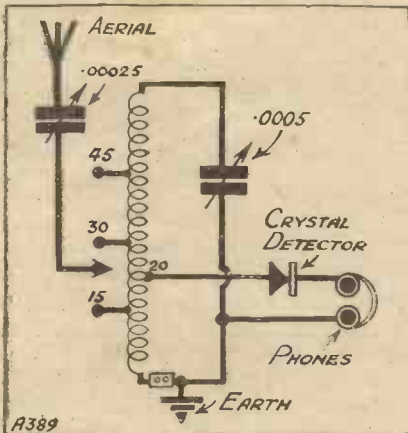 AERIAL
.00025
.0005
45
CRYSTAL
DETECTOR
30
20
15
PHONES
EARTH
A389